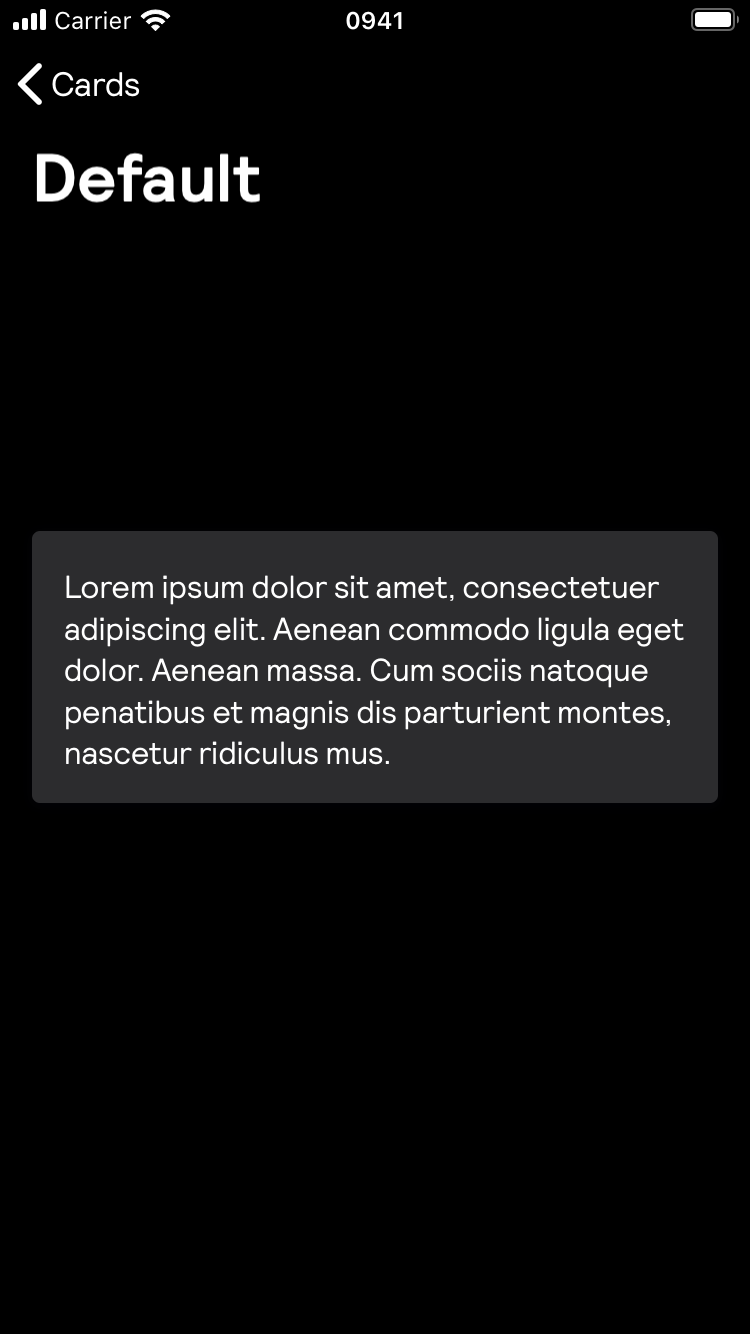 Carrier 0941
Cards
Default
Lorem ipsum dolor sit amet, consectetuer
adipiscing elit. Aenean commodo ligula eget
dolor. Aenean massa. Cum sociis natoque
penatibus et magnis dis parturient montes,
nascetur ridiculus mus.